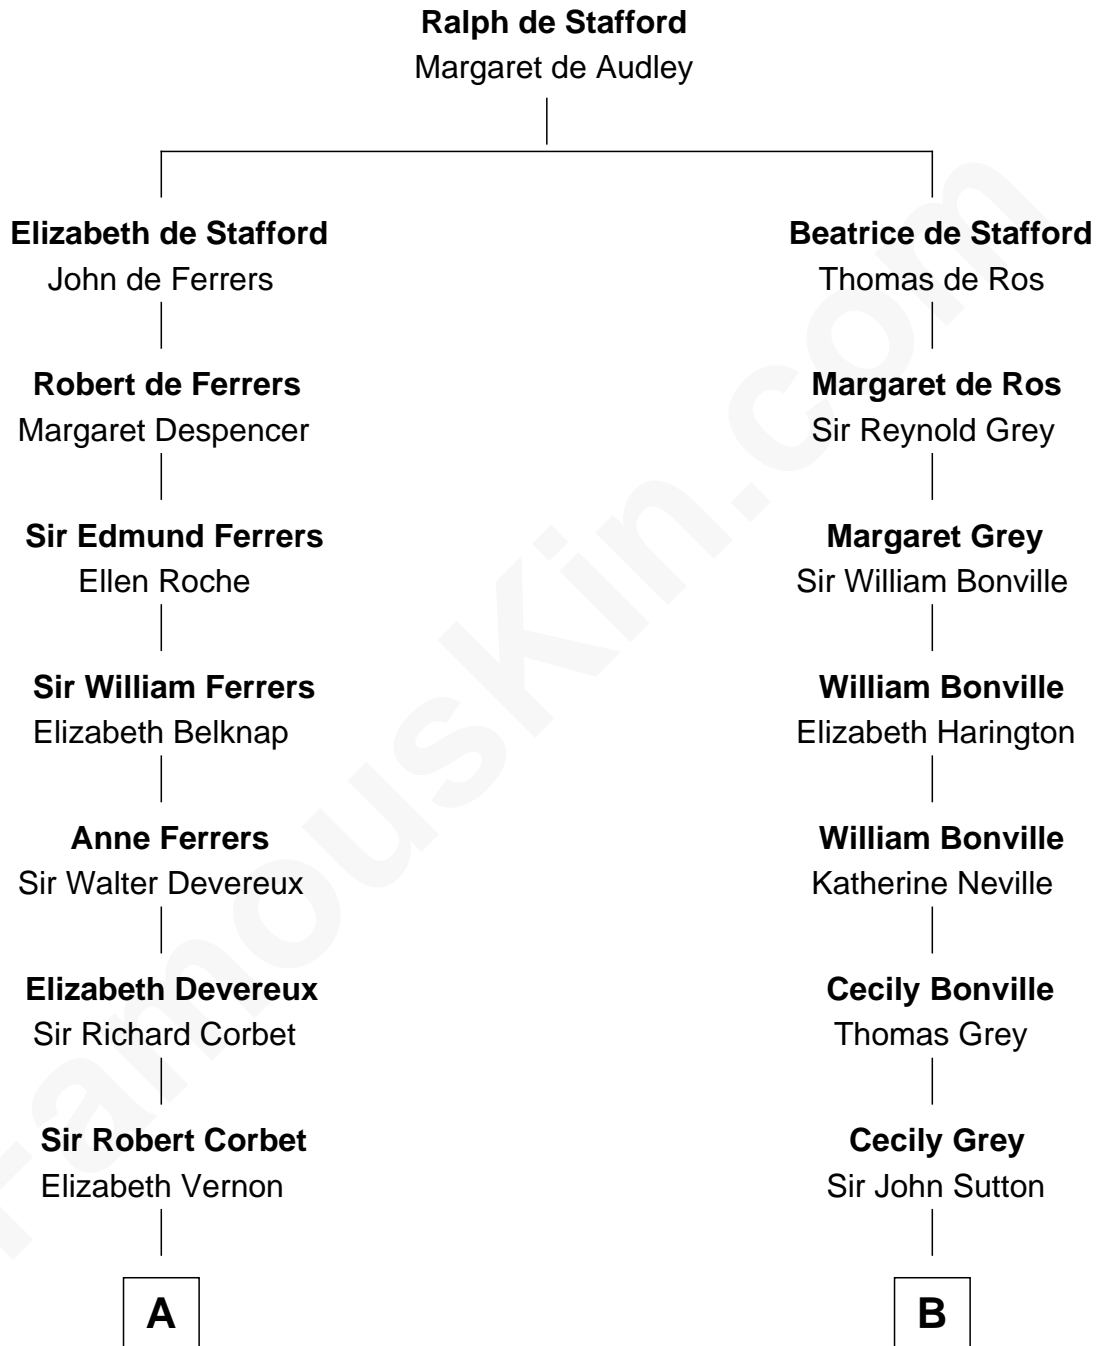 Ralph de Stafford
Margaret de Audley
Elizabeth de Stafford
John de Ferrers
Beatrice de Stafford
Thomas de Ros
Robert de Ferrers
Margaret Despencer
Margaret de Ros
Sir Reynold Grey
Sir Edmund Ferrers
Ellen Roche
Margaret Grey
Sir William Bonville
Sir William Ferrers
Elizabeth Belknap
William Bonville
Elizabeth Harington
Anne Ferrers
Sir Walter Devereux
William Bonville
Katherine Neville
Elizabeth Devereux
Sir Richard Corbet
Cecily Bonville
Thomas Grey
Sir Robert Corbet
Elizabeth Vernon
Cecily Grey
Sir John Sutton
A
B
FamousKin.com